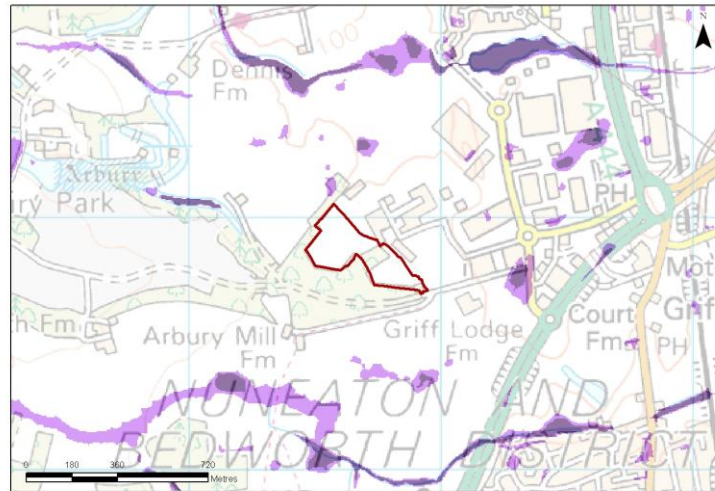 N
100
Dennis
Fm
A 444
Arbury
ury Park
PH
Mot
Griff
Arbury Mill
Fm
Griff Lodge
Fm
Court
Fm
PH
th Fm
NUNEATON AND
BEDWORTH DISTRICT
0 180 360 720
Metres